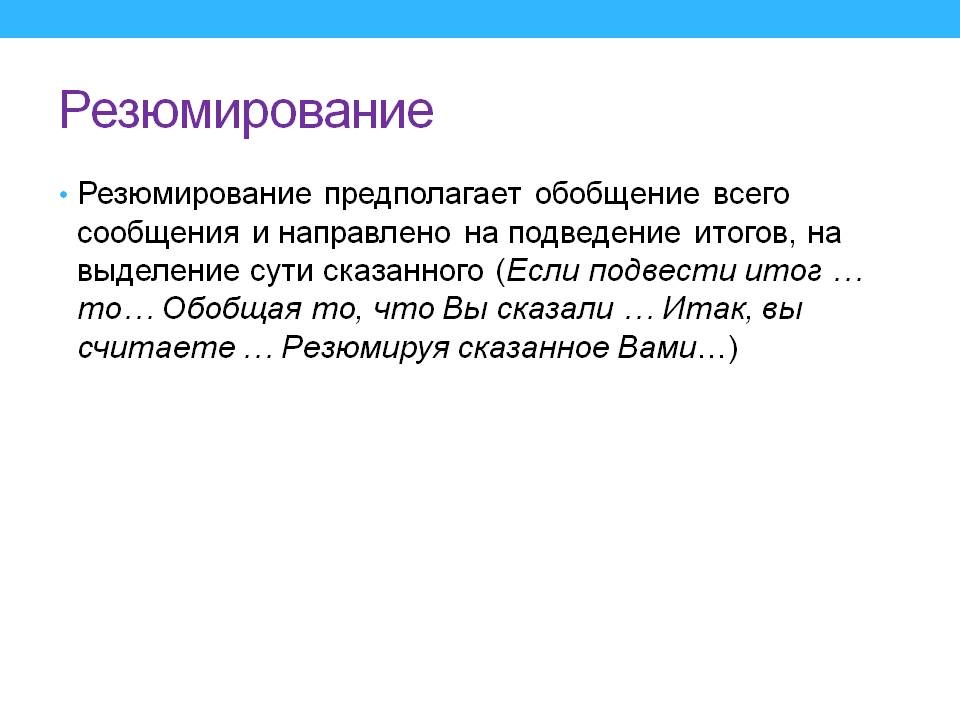 Резюмирование
• Резюмирование предполагает обобщение всего
сообщения и направлено на подведение итогов, на
выделение сути сказанного (Если подвести итог …
то… Обобщая то, что Вы сказали … Итак, вы
считаете … Резюмируя сказанное Вами…)